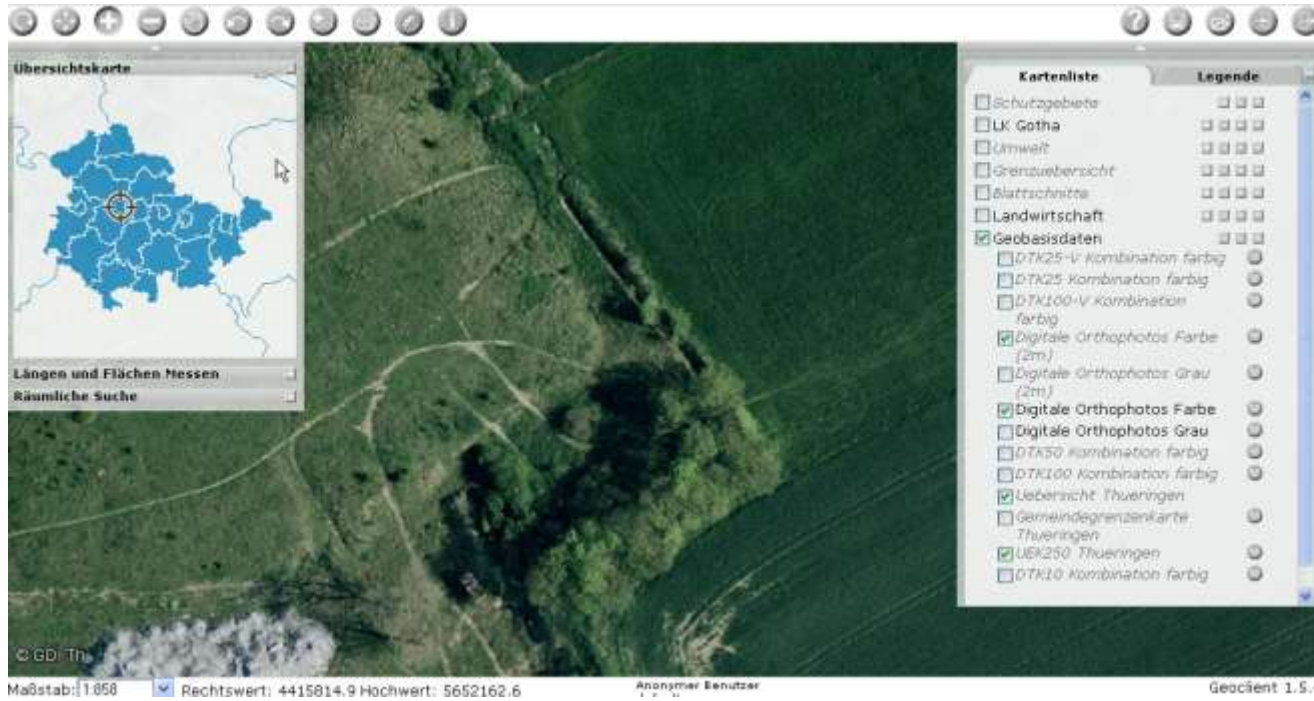 Übersichtskarte
Längen und Flächen Messen
Räumliche Suche
Kartenliste
Legende
Schutzgebiete
LK Gotha
Umwelt
Grenzuebersicht
Blattschnitte
Landwirtschaft
Geobasisdaten
DTK25-V Kombination farbig
DTK25 Kombination farbig
DTK100-V Kombination
farbig
Digitale Orthophotos Farbe
(2m)
Digitale Orthophotos Grau
(2m)
Digitale Orthophotos Farbe
Digitale Orthophotos Grau
DTK50 Kombination farbig
DTK100 Kombination farbig
Uebersicht Thueringen
Gemeindegrenzenkarte
Thueringen
UEK250 Thueringen
DTK10 Kombination farbig
© GDI-Th
Maßstab: 1:858 Rechtswert: 4415814.9 Hochwert: 5652162.6
Anonymer Benutzer
Geoclient 1.5.